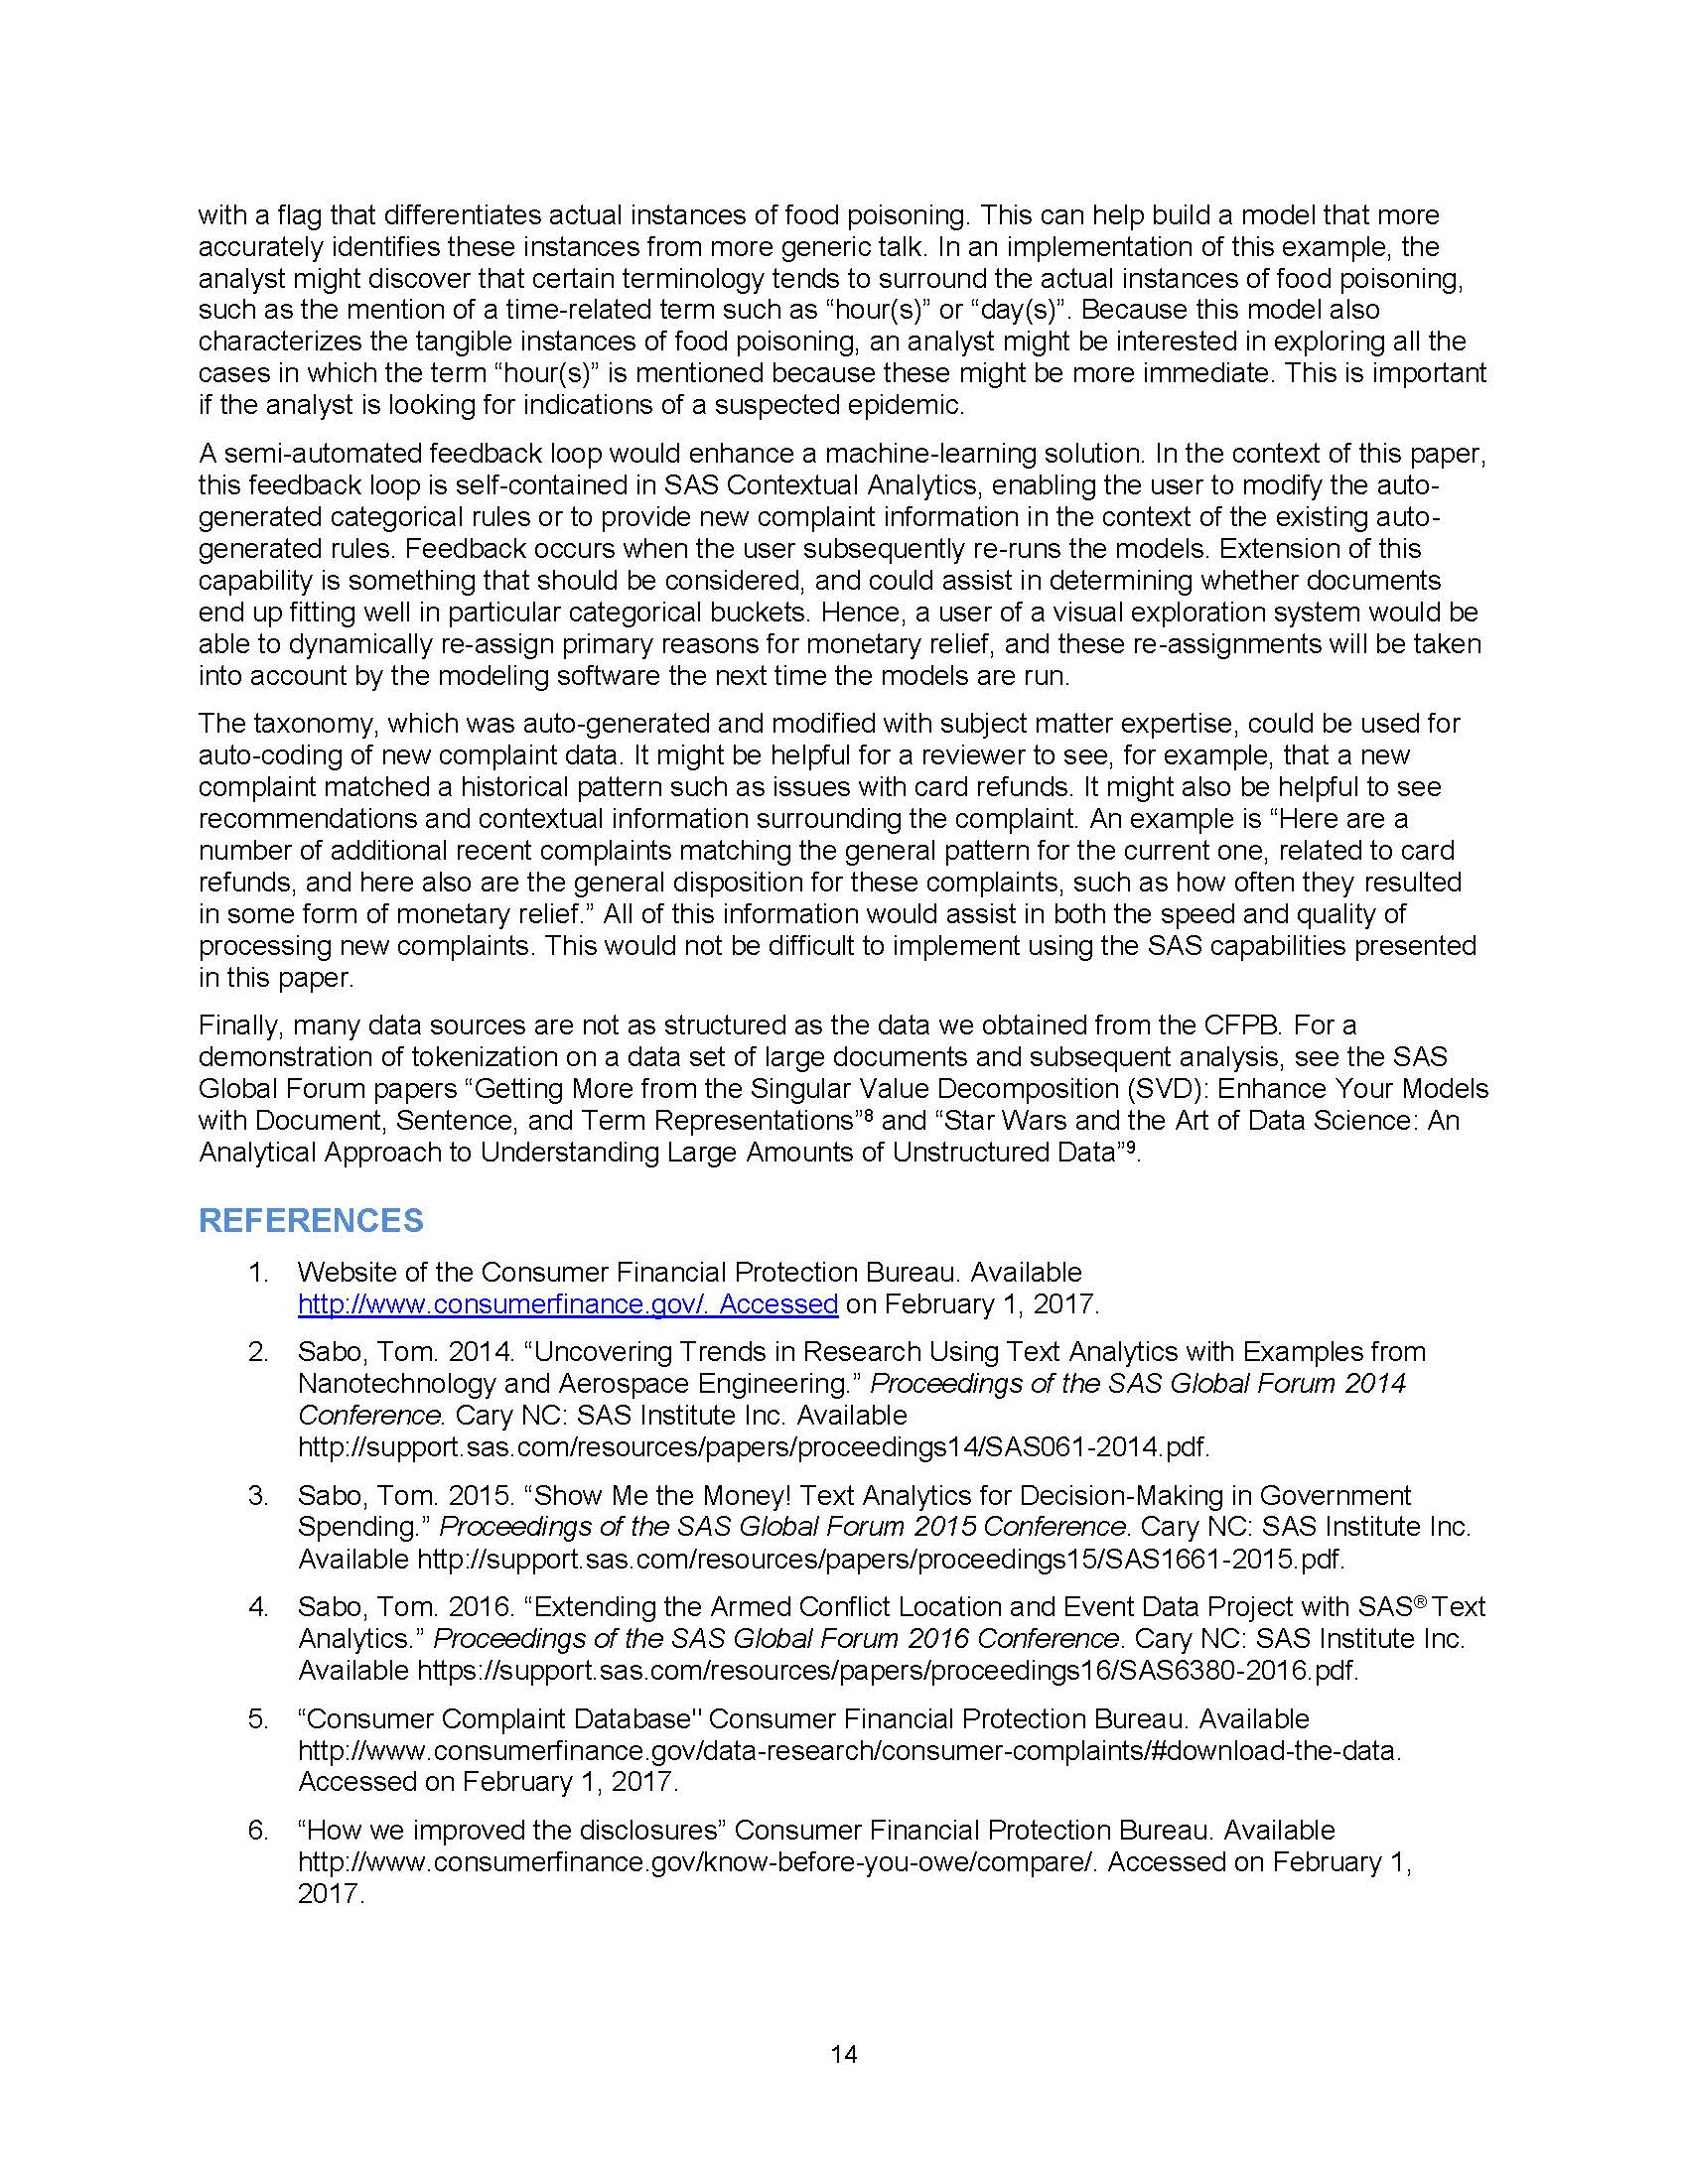 with a flag that differentiates actual instances of food poisoning. This can help build a model that more
accurately identifies these instances from more generic talk. In an implementation of this example, the
analyst might discover that certain terminology tends to surround the actual instances of food poisoning,
such as the mention of a time-related term such as “hour(s)” or “day(s)”. Because this model also
characterizes the tangible instances of food poisoning, an analyst might be interested in exploring all the
cases in which the term “hour(s)” is mentioned because these might be more immediate. This is important
if the analyst is looking for indications of a suspected epidemic.
A semi-automated feedback loop would enhance a machine-learning solution. In the context of this paper,
this feedback loop is self-contained in SAS Contextual Analytics, enabling the user to modify the auto-
generated categorical rules or to provide new complaint information in the context of the existing auto-
generated rules. Feedback occurs when the user subsequently re-runs the models. Extension of this
capability is something that should be considered, and could assist in determining whether documents
end up fitting well in particular categorical buckets. Hence, a user of a visual exploration system would be
able to dynamically re-assign primary reasons for monetary relief, and these re-assignments will be taken
into account by the modeling software the next time the models are run.
The taxonomy, which was auto-generated and modified with subject matter expertise, could be used for
auto-coding of new complaint data. It might be helpful for a reviewer to see, for example, that a new
complaint matched a historical pattern such as issues with card refunds. It might also be helpful to see
recommendations and contextual information surrounding the complaint. An example is “Here are a
number of additional recent complaints matching the general pattern for the current one, related to card
refunds, and here also are the general disposition for these complaints, such as how often they resulted
in some form of monetary relief.” All of this information would assist in both the speed and quality of
processing new complaints. This would not be difficult to implement using the SAS capabilities presented
in this paper.
Finally, many data sources are not as structured as the data we obtained from the CFPB. For a
demonstration of tokenization on a data set of large documents and subsequent analysis, see the SAS
Global Forum papers “Getting More from the Singular Value Decomposition (SVD): Enhance Your Models
with Document, Sentence, and Term Representations”⁸ and “Star Wars and the Art of Data Science: An
Analytical Approach to Understanding Large Amounts of Unstructured Data”⁹.
REFERENCES
1. Website of the Consumer Financial Protection Bureau. Available
http://www.consumerfinance.gov/. Accessed on February 1, 2017.
2. Sabo, Tom. 2014. “Uncovering Trends in Research Using Text Analytics with Examples from
Nanotechnology and Aerospace Engineering.” Proceedings of the SAS Global Forum 2014
Conference. Cary NC: SAS Institute Inc. Available
http://support.sas.com/resources/papers/proceedings14/SAS061-2014.pdf.
3. Sabo, Tom. 2015. “Show Me the Money! Text Analytics for Decision-Making in Government
Spending.” Proceedings of the SAS Global Forum 2015 Conference. Cary NC: SAS Institute Inc.
Available http://support.sas.com/resources/papers/proceedings15/SAS1661-2015.pdf.
4. Sabo, Tom. 2016. “Extending the Armed Conflict Location and Event Data Project with SAS® Text
Analytics.” Proceedings of the SAS Global Forum 2016 Conference. Cary NC: SAS Institute Inc.
Available https://support.sas.com/resources/papers/proceedings16/SAS6380-2016.pdf.
5. “Consumer Complaint Database" Consumer Financial Protection Bureau. Available
http://www.consumerfinance.gov/data-research/consumer-complaints/#download-the-data.
Accessed on February 1, 2017.
6. “How we improved the disclosures” Consumer Financial Protection Bureau. Available
http://www.consumerfinance.gov/know-before-you-owe/compare/. Accessed on February 1,
2017.
14